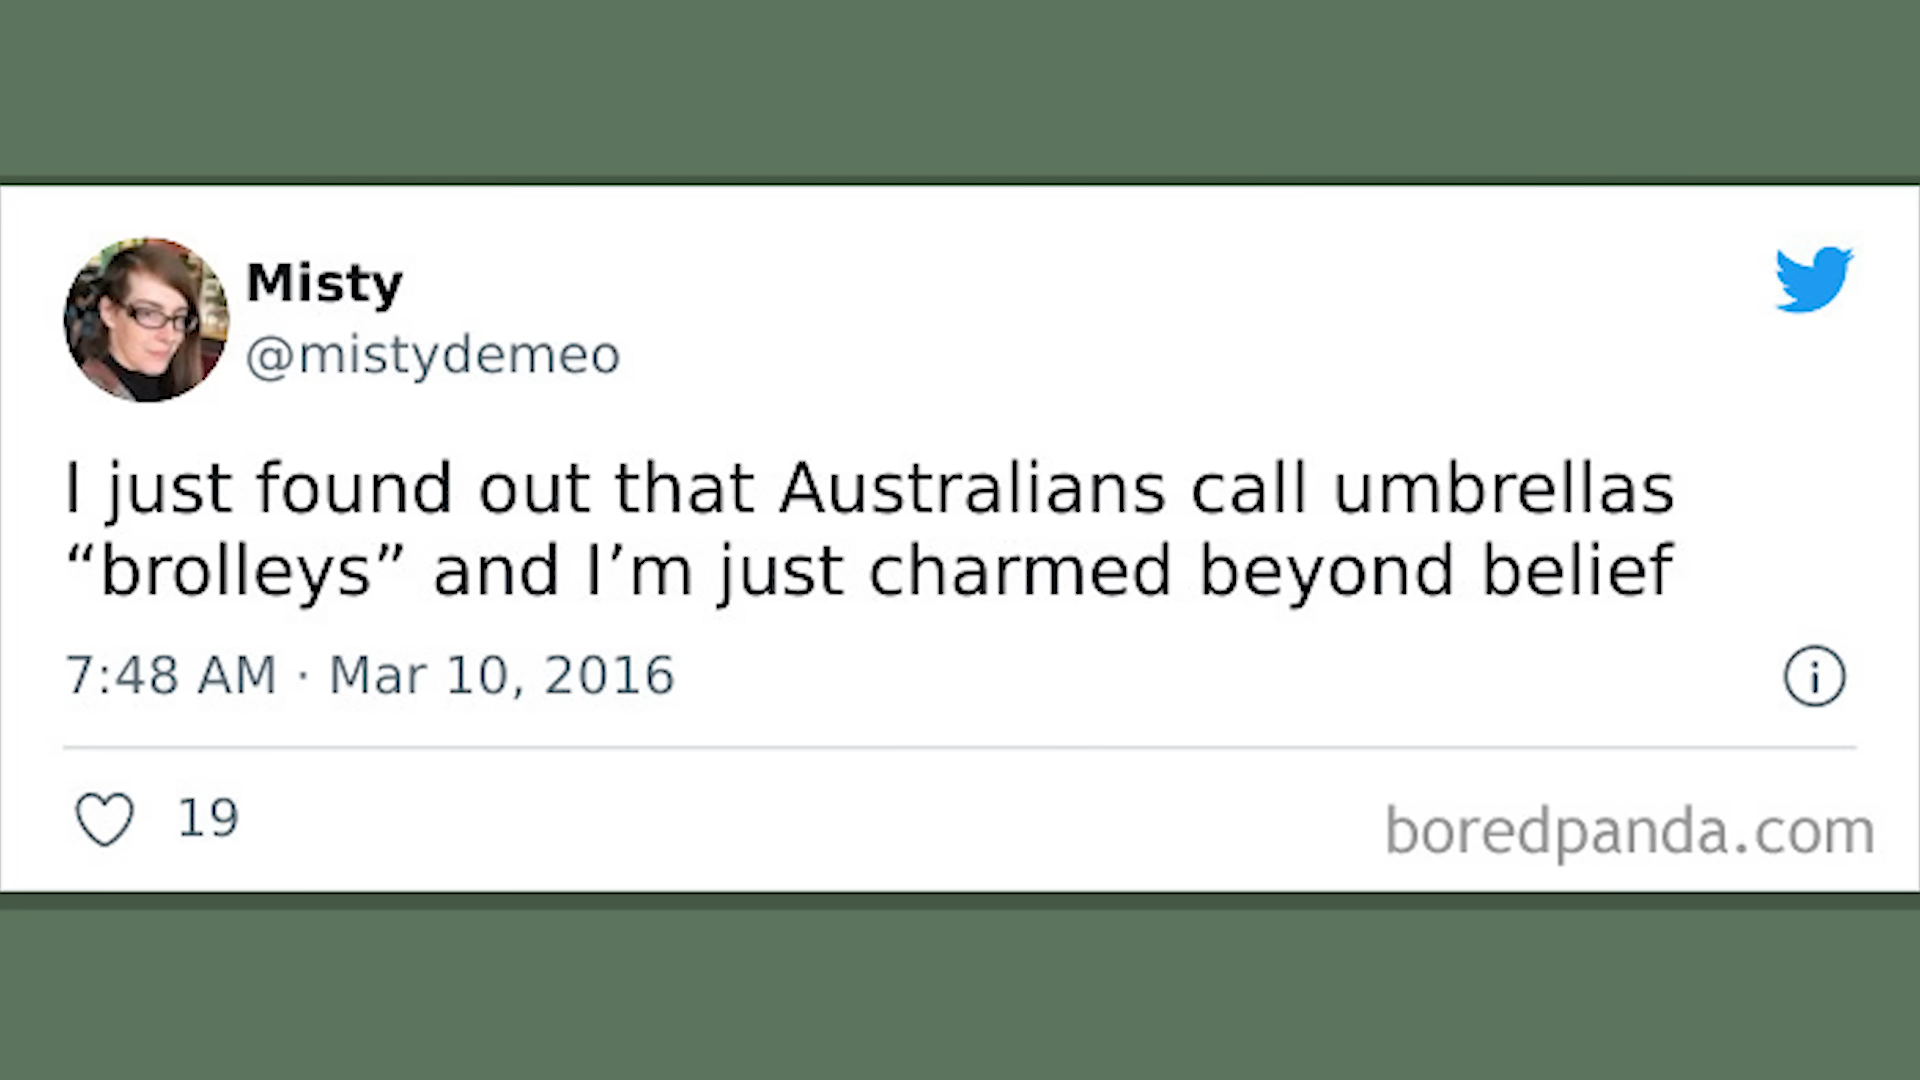 Misty
@mistydemeo
I just found out that Australians call umbrellas
“brolleys” and I’m just charmed beyond belief
7:48 AM · Mar 10, 2016
19
boredpanda.com